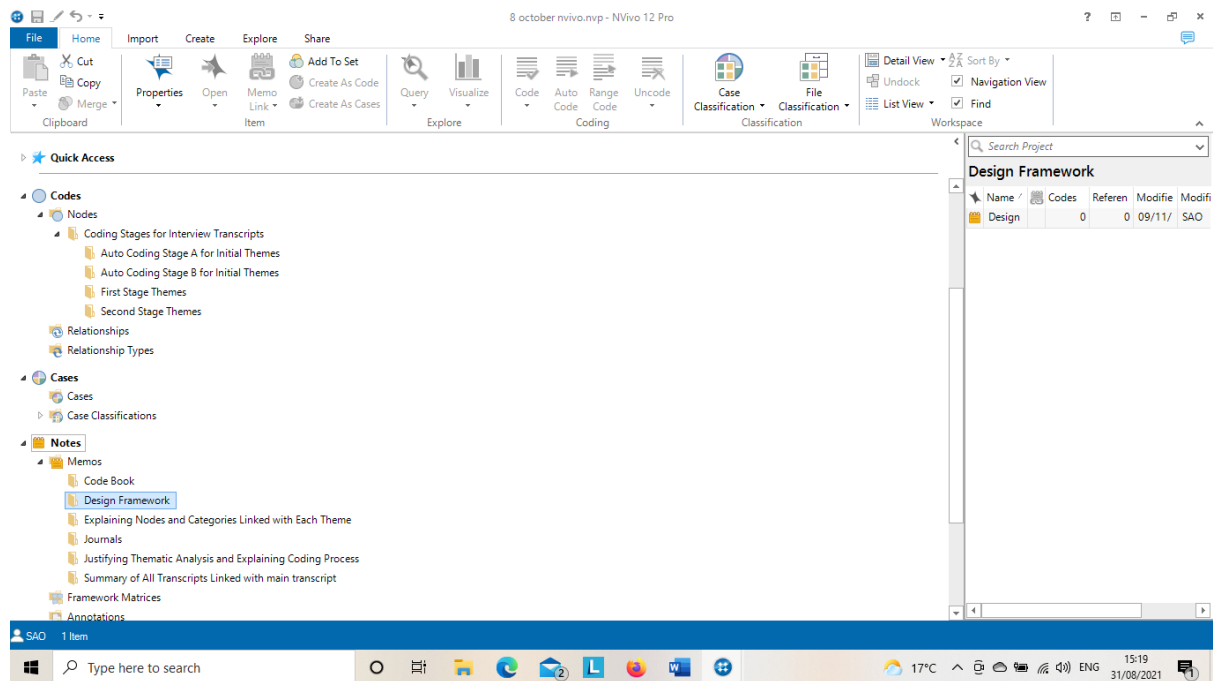 8 october nvivo.nvp - NVivo 12 Pro
File Home Import Create Explore Share
Paste
Cut
Copy
Merge
Clipboard
Properties
Open
Memo Link
Add To Set
Create As Code
Create As Cases
Item
Query
Visualize
Explore
Code
Auto Code
Range Code
Uncode
Coding
Case Classification
File Classification
Classification
Detail View
Undock
List View
Sort By
Navigation View
Find
Workspace
Quick Access
Codes
Nodes
Coding Stages for Interview Transcripts
Auto Coding Stage A for Initial Themes
Auto Coding Stage B for Initial Themes
First Stage Themes
Second Stage Themes
Relationships
Relationship Types
Cases
Cases
Case Classifications
Notes
Memos
Code Book
Design Framework
Explaining Nodes and Categories Linked with Each Theme
Journals
Justifying Thematic Analysis and Explaining Coding Process
Summary of All Transcripts Linked with main transcript
Framework Matrices
Annotations
Search Project
Design Framework
Name Codes Referen Modifie Modifi
Design 0 0 09/11/ SAO
SAO 1 Item
Type here to search
2
L
W
17°C
ENG
15:19
31/08/2021
1